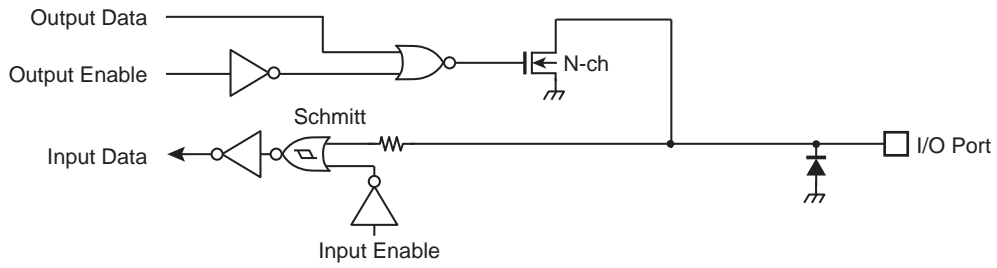 Output Data
Output Enable
N-ch
Schmitt
Input Data
I/O Port
Input Enable